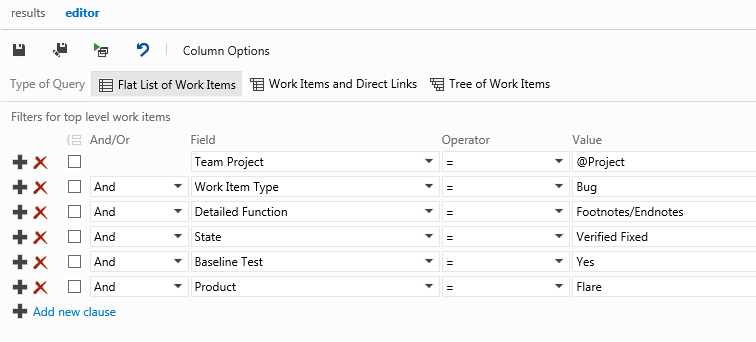 results editor
Column Options
Type of Query Flat List of Work Items Work Items and Direct Links Tree of Work Items
Filters for top level work items
And/Or Field Operator Value
Team Project = @Project
And Work Item Type = Bug
And Detailed Function = Footnotes/Endnotes
And State = Verified Fixed
And Baseline Test = Yes
And Product = Flare
Add new clause